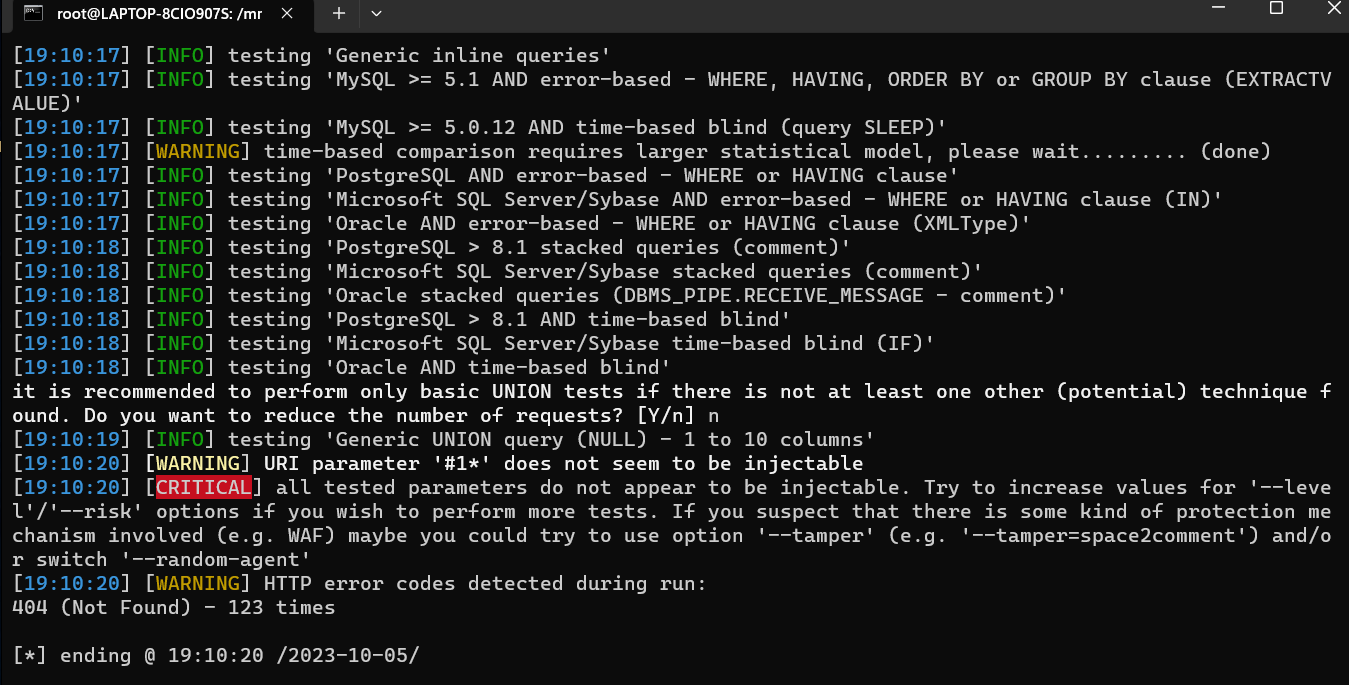 root@LAPTOP-8CIO907S: /mr
[19:10:17] [INFO] testing 'Generic inline queries'
[19:10:17] [INFO] testing 'MySQL >= 5.1 AND error-based - WHERE, HAVING, ORDER BY or GROUP BY clause (EXTRACTV
ALUE)'
[19:10:17] [INFO] testing 'MySQL >= 5.0.12 AND time-based blind (query SLEEP)'
[19:10:17] [WARNING] time-based comparison requires larger statistical model, please wait......... (done)
[19:10:17] [INFO] testing 'PostgreSQL AND error-based - WHERE or HAVING clause'
[19:10:17] [INFO] testing 'Microsoft SQL Server/Sybase AND error-based - WHERE or HAVING clause (IN)'
[19:10:17] [INFO] testing 'Oracle AND error-based - WHERE or HAVING clause (XMLType)'
[19:10:18] [INFO] testing 'PostgreSQL > 8.1 stacked queries (comment)'
[19:10:18] [INFO] testing 'Microsoft SQL Server/Sybase stacked queries (comment)'
[19:10:18] [INFO] testing 'Oracle stacked queries (DBMS_PIPE.RECEIVE_MESSAGE - comment)'
[19:10:18] [INFO] testing 'PostgreSQL > 8.1 AND time-based blind'
[19:10:18] [INFO] testing 'Microsoft SQL Server/Sybase time-based blind (IF)'
[19:10:18] [INFO] testing 'Oracle AND time-based blind'
it is recommended to perform only basic UNION tests if there is not at least one other (potential) technique f
ound. Do you want to reduce the number of requests? [Y/n] n
[19:10:19] [INFO] testing 'Generic UNION query (NULL) - 1 to 10 columns'
[19:10:20] [WARNING] URI parameter '#1*' does not seem to be injectable
[19:10:20] [CRITICAL] all tested parameters do not appear to be injectable. Try to increase values for '--leve
l'/'--risk' options if you wish to perform more tests. If you suspect that there is some kind of protection me
chanism involved (e.g. WAF) maybe you could try to use option '--tamper' (e.g. '--tamper=space2comment') and/o
r switch '--random-agent'
[19:10:20] [WARNING] HTTP error codes detected during run:
404 (Not Found) - 123 times
[*] ending @ 19:10:20 /2023-10-05/